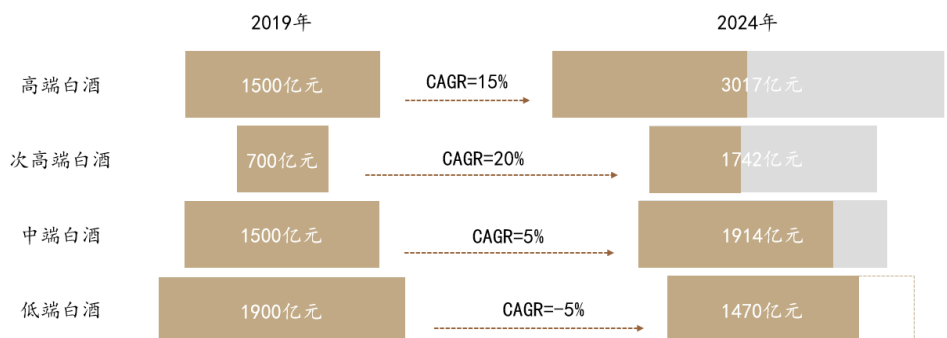 2019年 2024年
高端白酒 1500亿元 CAGR=15% 3017亿元
次高端白酒 700亿元 CAGR=20% 1742亿元
中端白酒 1500亿元 CAGR=5% 1914亿元
低端白酒 1900亿元 CAGR=-5% 1470亿元